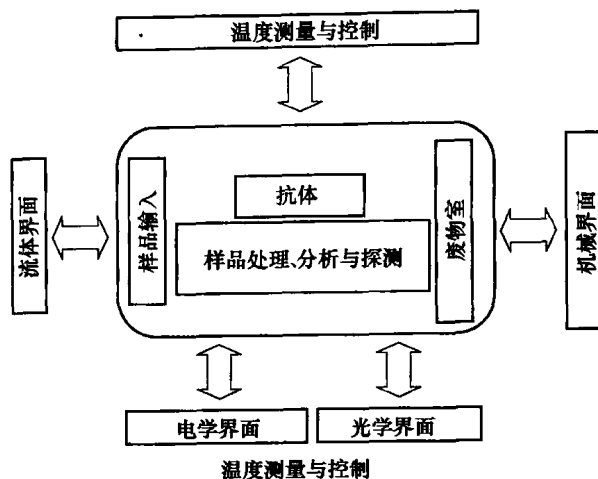 温度测量与控制
流体界面
样品输入
抗体
样品处理、分析与探测
废物室
机械界面
电学界面
光学界面
温度测量与控制